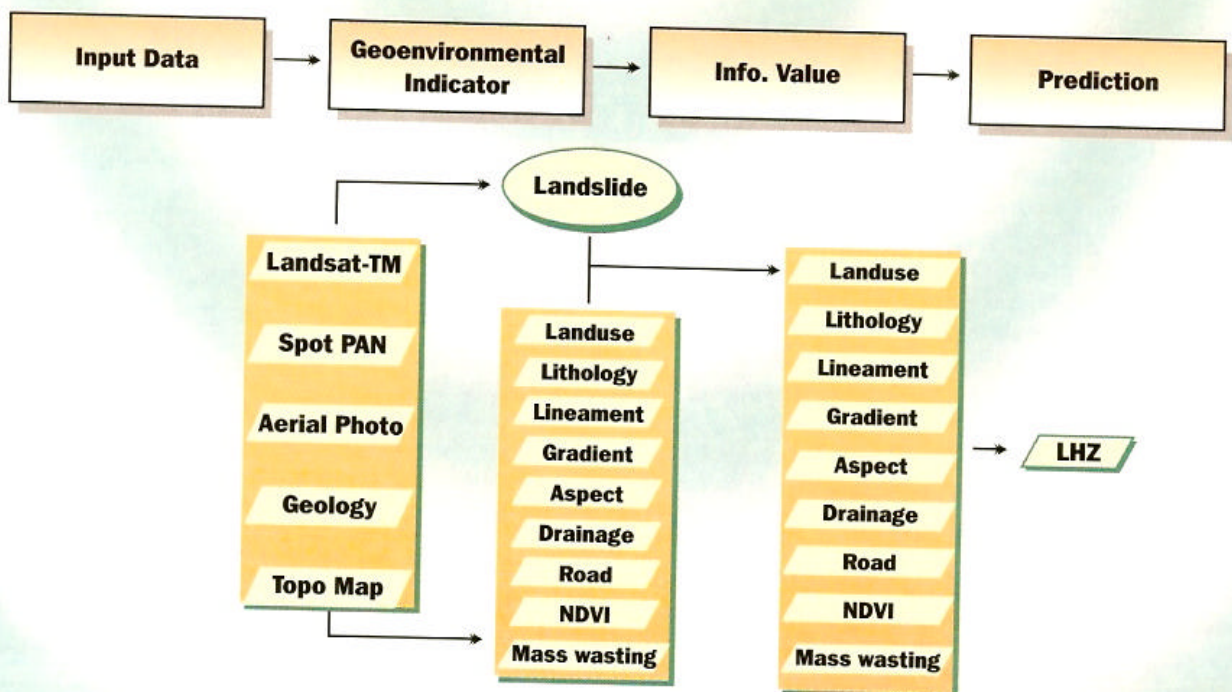 Input Data
Geoenvironmental
Indicator
Info. Value
Prediction
Landslide
Landsat-TM
Spot PAN
Aerial Photo
Geology
Topo Map
Landuse
Lithology
Lineament
Gradient
Aspect
Drainage
Road
NDVI
Mass wasting
Landuse
Lithology
Lineament
Gradient
Aspect
Drainage
Road
NDVI
Mass wasting
LHZ